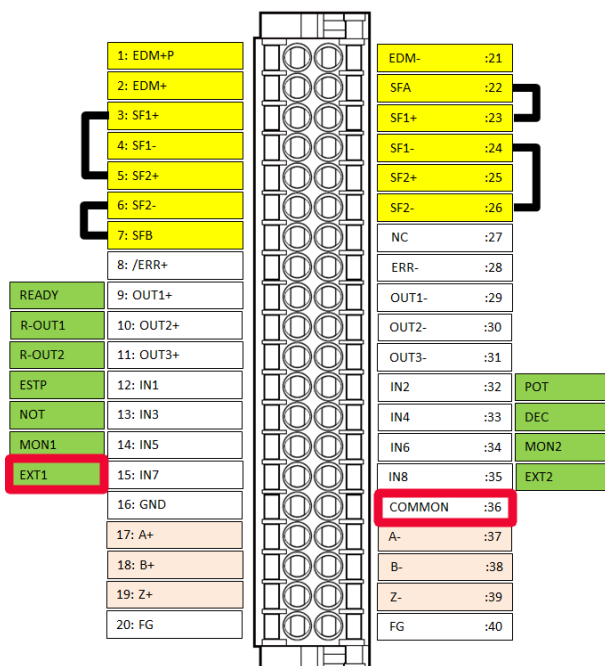 1: EDM+P EDM- :21
2: EDM+ SFA :22
3: SF1+ SF1+ :23
4: SF1- SF1- :24
5: SF2+ SF2+ :25
6: SF2- SF2- :26
7: SFB NC :27
8: /ERR+ ERR- :28
READY 9: OUT1+ OUT1- :29
R-OUT1 10: OUT2+ OUT2- :30
R-OUT2 11: OUT3+ OUT3- :31
ESTP 12: IN1 IN2 :32 POT
NOT 13: IN3 IN4 :33 DEC
MON1 14: IN5 IN6 :34 MON2
EXT1 15: IN7 IN8 :35 EXT2
16: GND COMMON :36
17: A+ A- :37
18: B+ B- :38
19: Z+ Z- :39
20: FG FG :40